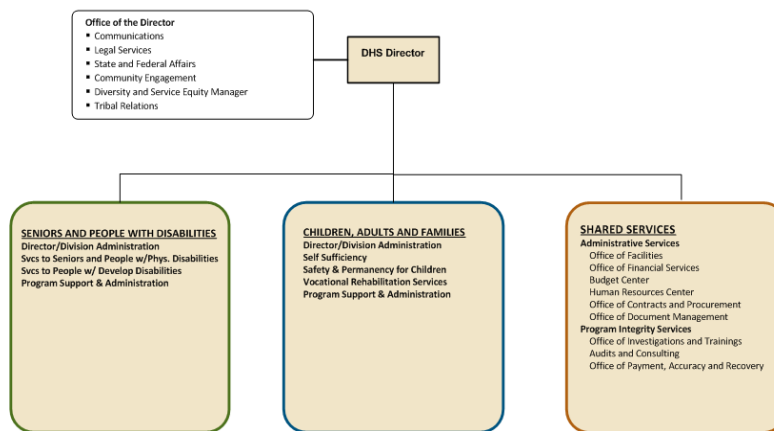 Office of the Director
▪ Communications
▪ Legal Services
▪ State and Federal Affairs
▪ Community Engagement
▪ Diversity and Service Equity Manager
▪ Tribal Relations
DHS Director
SENIORS AND PEOPLE WITH DISABILITIES
Director/Division Administration
Svcs to Seniors and People w/Phys. Disabilities
Svcs to People w/ Develop Disabilities
Program Support & Administration
CHILDREN, ADULTS AND FAMILIES
Director/Division Administration
Self Sufficiency
Safety & Permanency for Children
Vocational Rehabilitation Services
Program Support & Administration
SHARED SERVICES
Administrative Services
Office of Facilities
Office of Financial Services
Budget Center
Human Resources Center
Office of Contracts and Procurement
Office of Document Management
Program Integrity Services
Office of Investigations and Trainings
Audits and Consulting
Office of Payment, Accuracy and Recovery